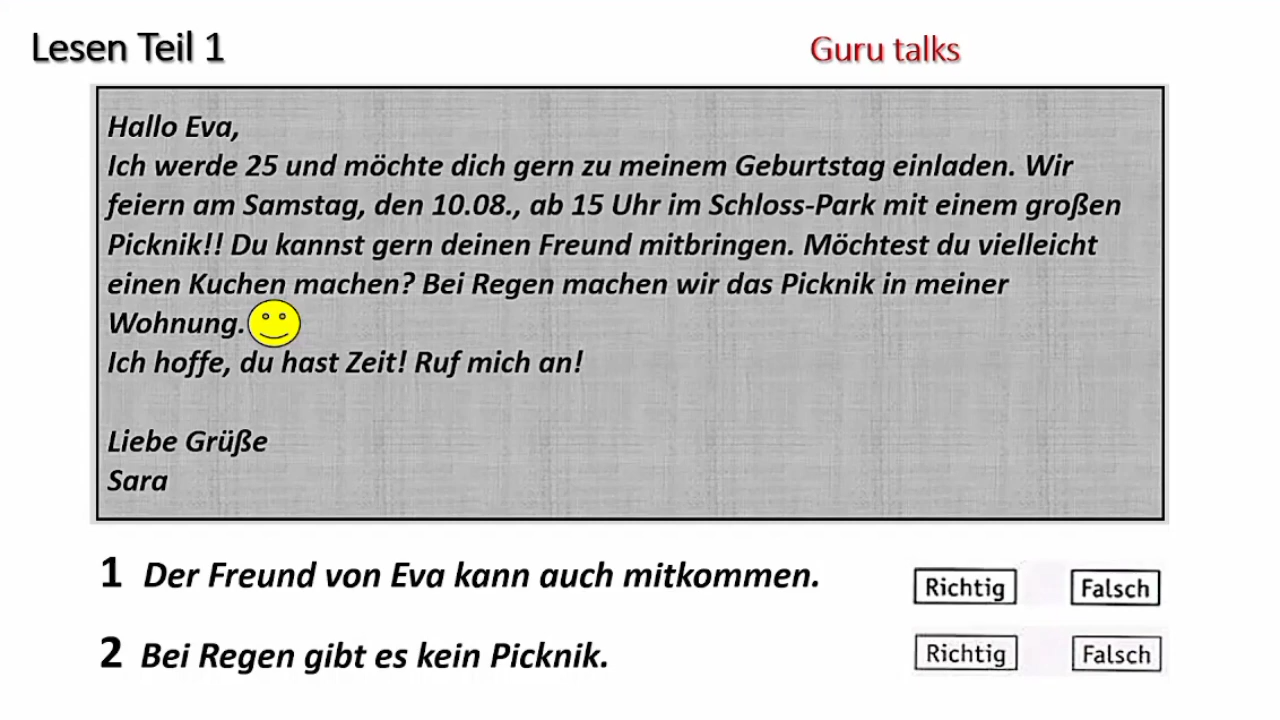 Lesen Teil 1
Guru talks
Hallo Eva,
Ich werde 25 und möchte dich gern zu meinem Geburtstag einladen. Wir
feiern am Samstag, den 10.08., ab 15 Uhr im Schloss-Park mit einem großen
Picknik!! Du kannst gern deinen Freund mitbringen. Möchtest du vielleicht
einen Kuchen machen? Bei Regen machen wir das Picknik in meiner
Wohnung.
Ich hoffe, du hast Zeit! Ruf mich an!
Liebe Grüße
Sara
1 Der Freund von Eva kann auch mitkommen. Richtig Falsch
2 Bei Regen gibt es kein Picknik. Richtig Falsch